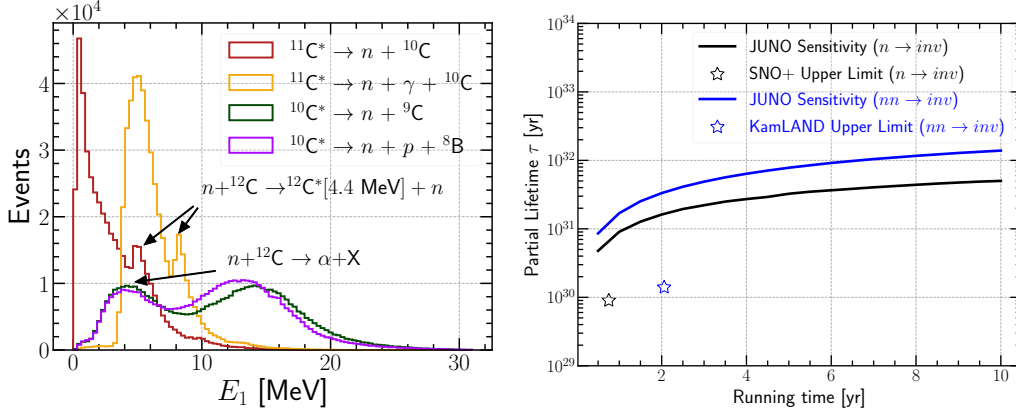 ×10⁴
¹¹C* → n + ¹⁰C
¹¹C* → n + γ + ¹⁰C
¹⁰C* → n + ⁹C
¹⁰C* → n + p + ⁸B
n+¹²C →¹²C*[4.4 MeV] + n
n+¹²C → α+X
Events
4
3
2
1
0
0 10 20 30
E₁ [MeV]
10³⁴
10³³
10³²
10³¹
10³⁰
10²⁹
Partial Lifetime τ [yr]
JUNO Sensitivity (n → inv)
SNO+ Upper Limit (n → inv)
JUNO Sensitivity (nn → inv)
KamLAND Upper Limit (nn → inv)
2 4 6 8 10
Running time [yr]